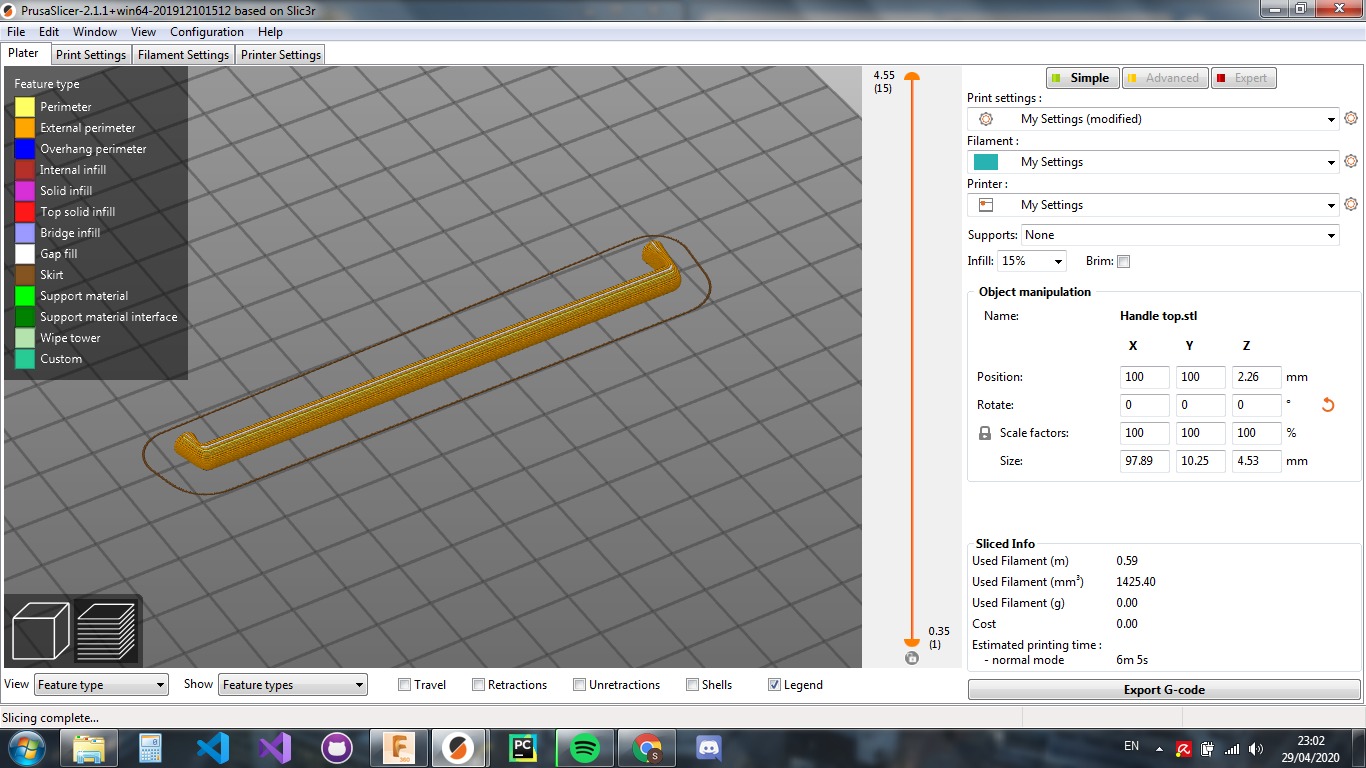 PrusaSlicer-2.1.1+win64-201912101512 based on Slic3r
File Edit Window View Configuration Help
Plater Print Settings Filament Settings Printer Settings
Feature type
Perimeter
External perimeter
Overhang perimeter
Internal infill
Solid infill
Top solid infill
Bridge infill
Gap fill
Skirt
Support material
Support material interface
Wipe tower
Custom
4.55
(15)
0.35
(1)
Simple Advanced Expert
Print settings :
My Settings (modified)
Filament :
My Settings
Printer :
My Settings
Supports: None
Infill: 15% Brim:
Object manipulation
Name: Handle top.stl
X Y Z
Position: 100 100 2.26 mm
Rotate: 0 0 0 °
Scale factors: 100 100 100 %
Size: 97.89 10.25 4.53 mm
Sliced Info
Used Filament (m) 0.59
Used Filament (mm³) 1425.40
Used Filament (g) 0.00
Cost 0.00
Estimated printing time :
- normal mode 6m 5s
Export G-code
View Feature type Show Feature types Travel Retractions Unretractions Shells Legend
Slicing complete...
F
360
PC
S
EN
23:02
29/04/2020